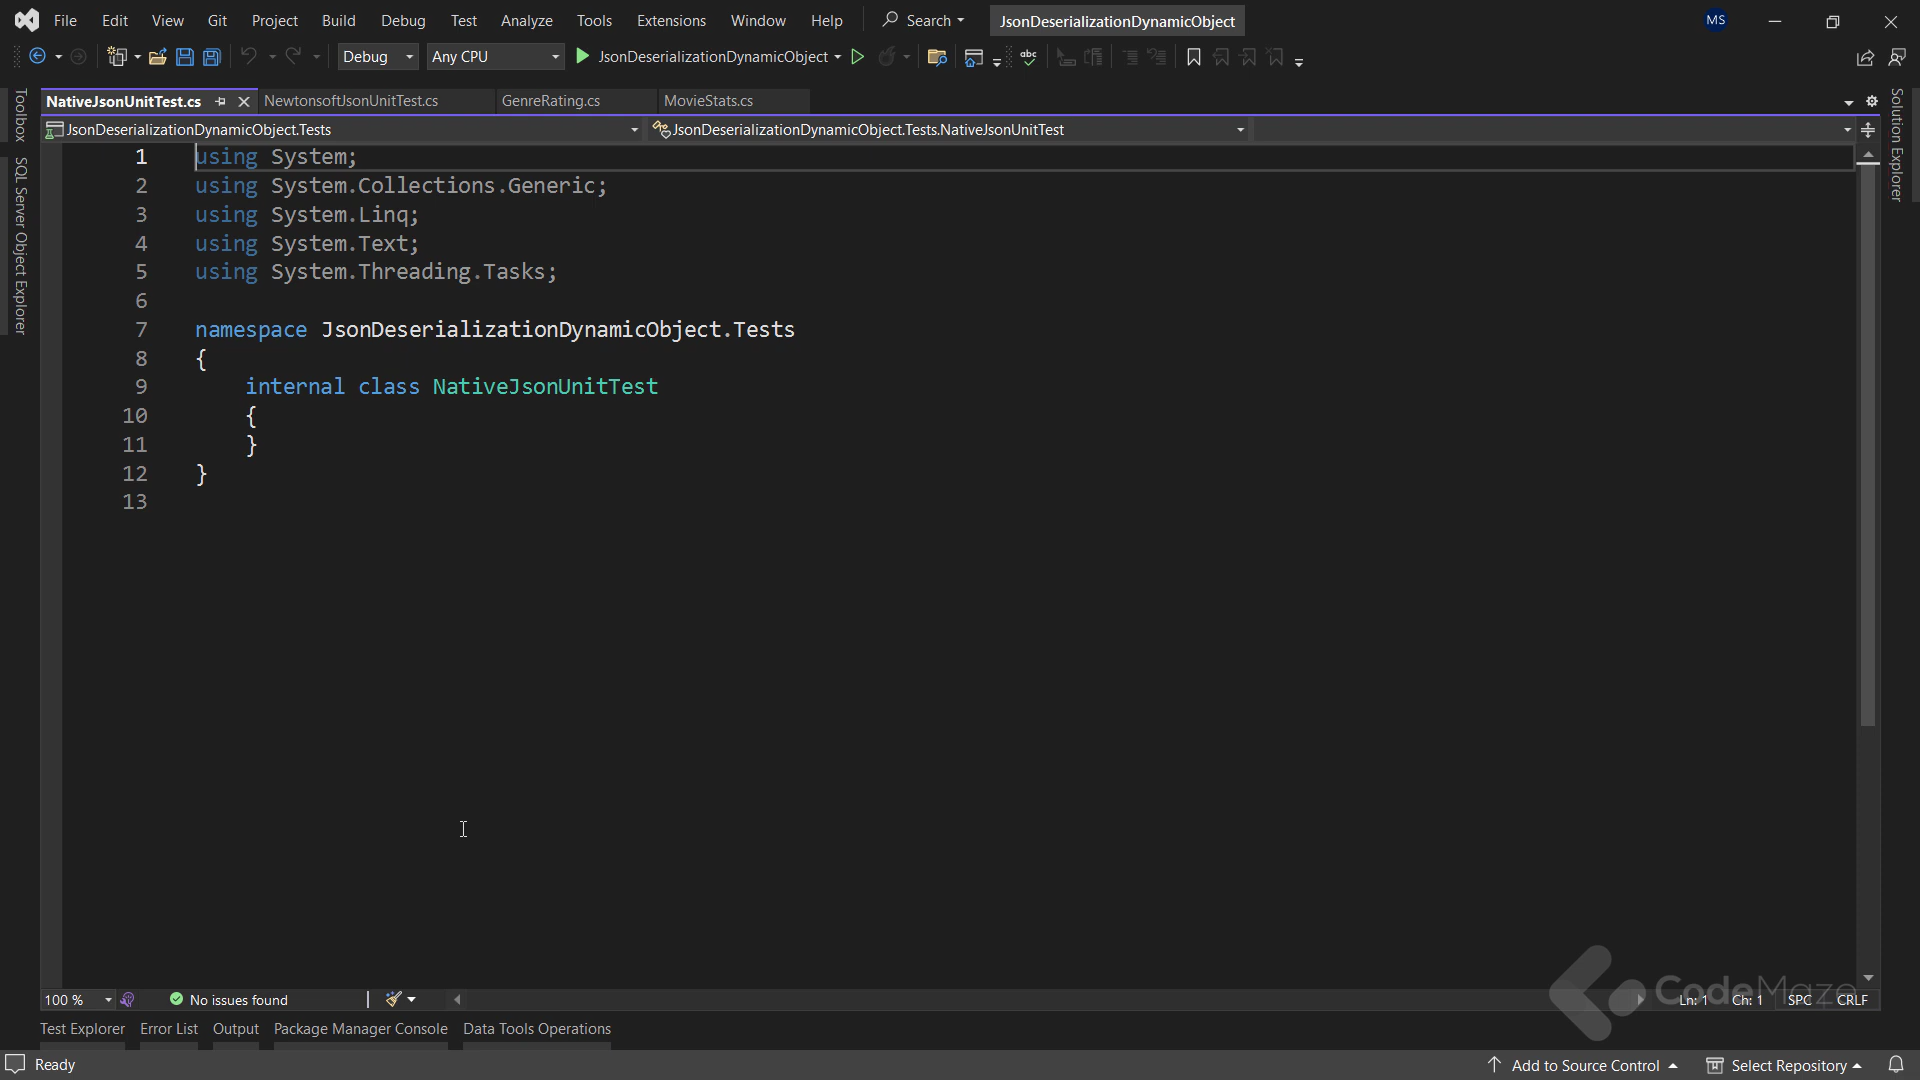 File Edit View Git Project Build Debug Test Analyze Tools Extensions Window Help Search JsonDeserializationDynamicObject MS
Debug Any CPU JsonDeserializationDynamicObject abc
Toolbox
SQL Server Object Explorer
NativeJsonUnitTest.cs NewtonsoftJsonUnitTest.cs GenreRating.cs MovieStats.cs
JsonDeserializationDynamicObject.Tests JsonDeserializationDynamicObject.Tests.NativeJsonUnitTest
Solution Explorer
1 using System;
2 using System.Collections.Generic;
3 using System.Linq;
4 using System.Text;
5 using System.Threading.Tasks;
6
7 namespace JsonDeserializationDynamicObject.Tests
8 {
9 internal class NativeJsonUnitTest
10 {
11 }
12 }
13
CodeMaze
100 % No issues found Ln: 1 Ch: 1 SPC CRLF
Test Explorer Error List Output Package Manager Console Data Tools Operations
Ready Add to Source Control Select Repository